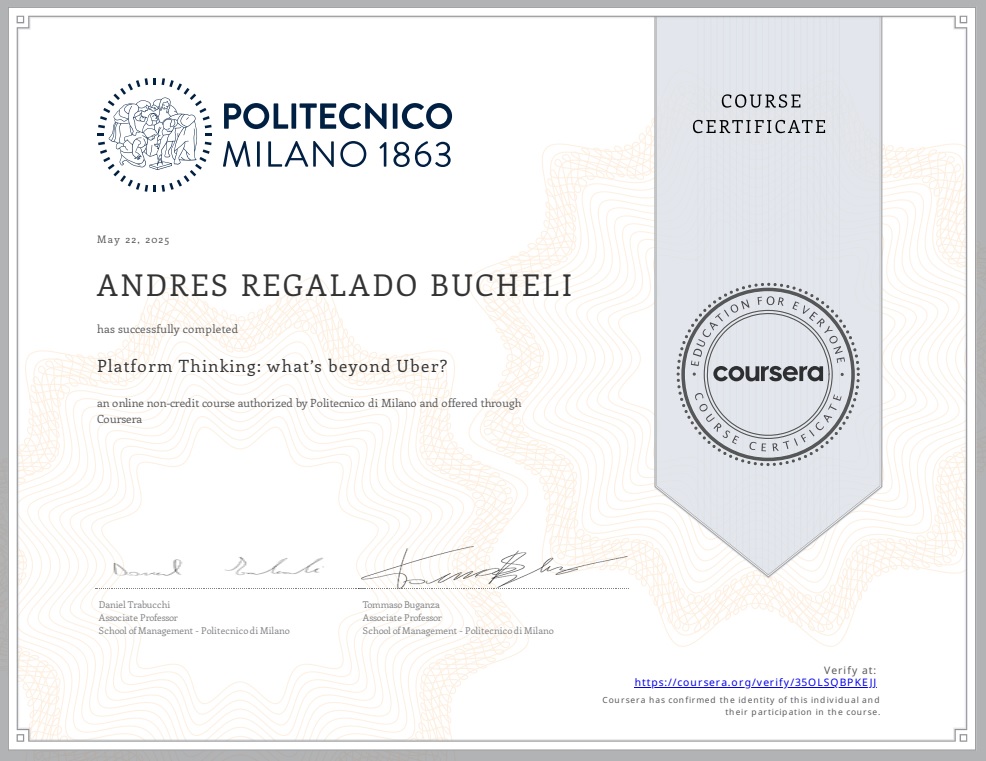 POLITECNICO
MILANO 1863
COURSE
CERTIFICATE
May 22, 2025
ANDRES REGALADO BUCHELI
has successfully completed
Platform Thinking: what's beyond Uber?
an online non-credit course authorized by Politecnico di Milano and offered through
Coursera
EDUCATION FOR EVERYONE
coursera
COURSE CERTIFICATE
Daniel Trabucchi
Associate Professor
School of Management - Politecnico di Milano
Tommaso Buganza
Associate Professor
School of Management - Politecnico di Milano
Verify at:
https://coursera.org/verify/35OLSQBPKEJJ
Coursera has confirmed the identity of this individual and
their participation in the course.